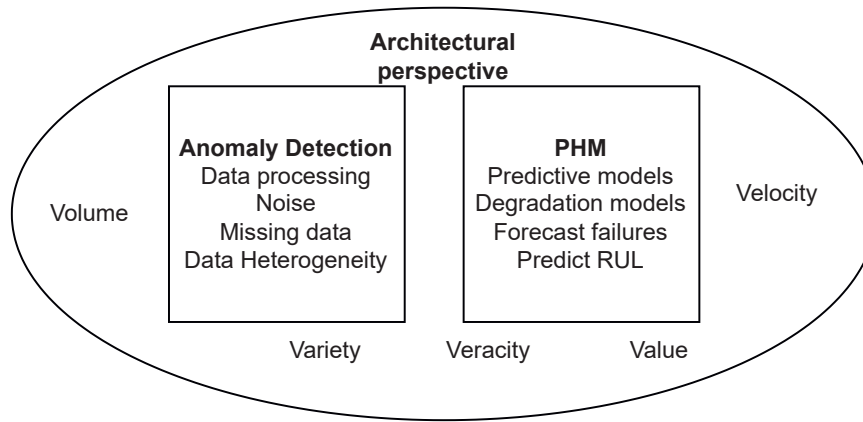 Architectural
perspective
Anomaly Detection
Data processing
Noise
Missing data
Data Heterogeneity
PHM
Predictive models
Degradation models
Forecast failures
Predict RUL
Volume
Velocity
Variety
Veracity
Value